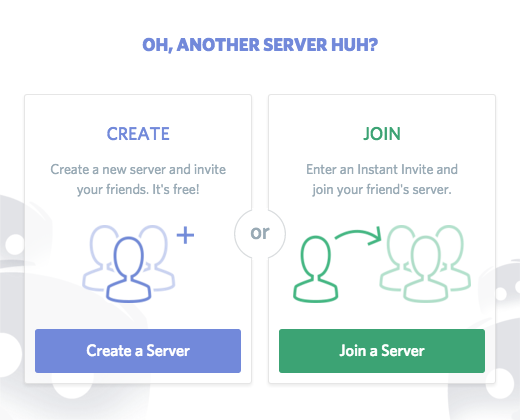 OH, ANOTHER SERVER HUH?
CREATE
Create a new server and invite
your friends. It's free!
Create a Server
or
JOIN
Enter an Instant Invite and
join your friend's server.
Join a Server